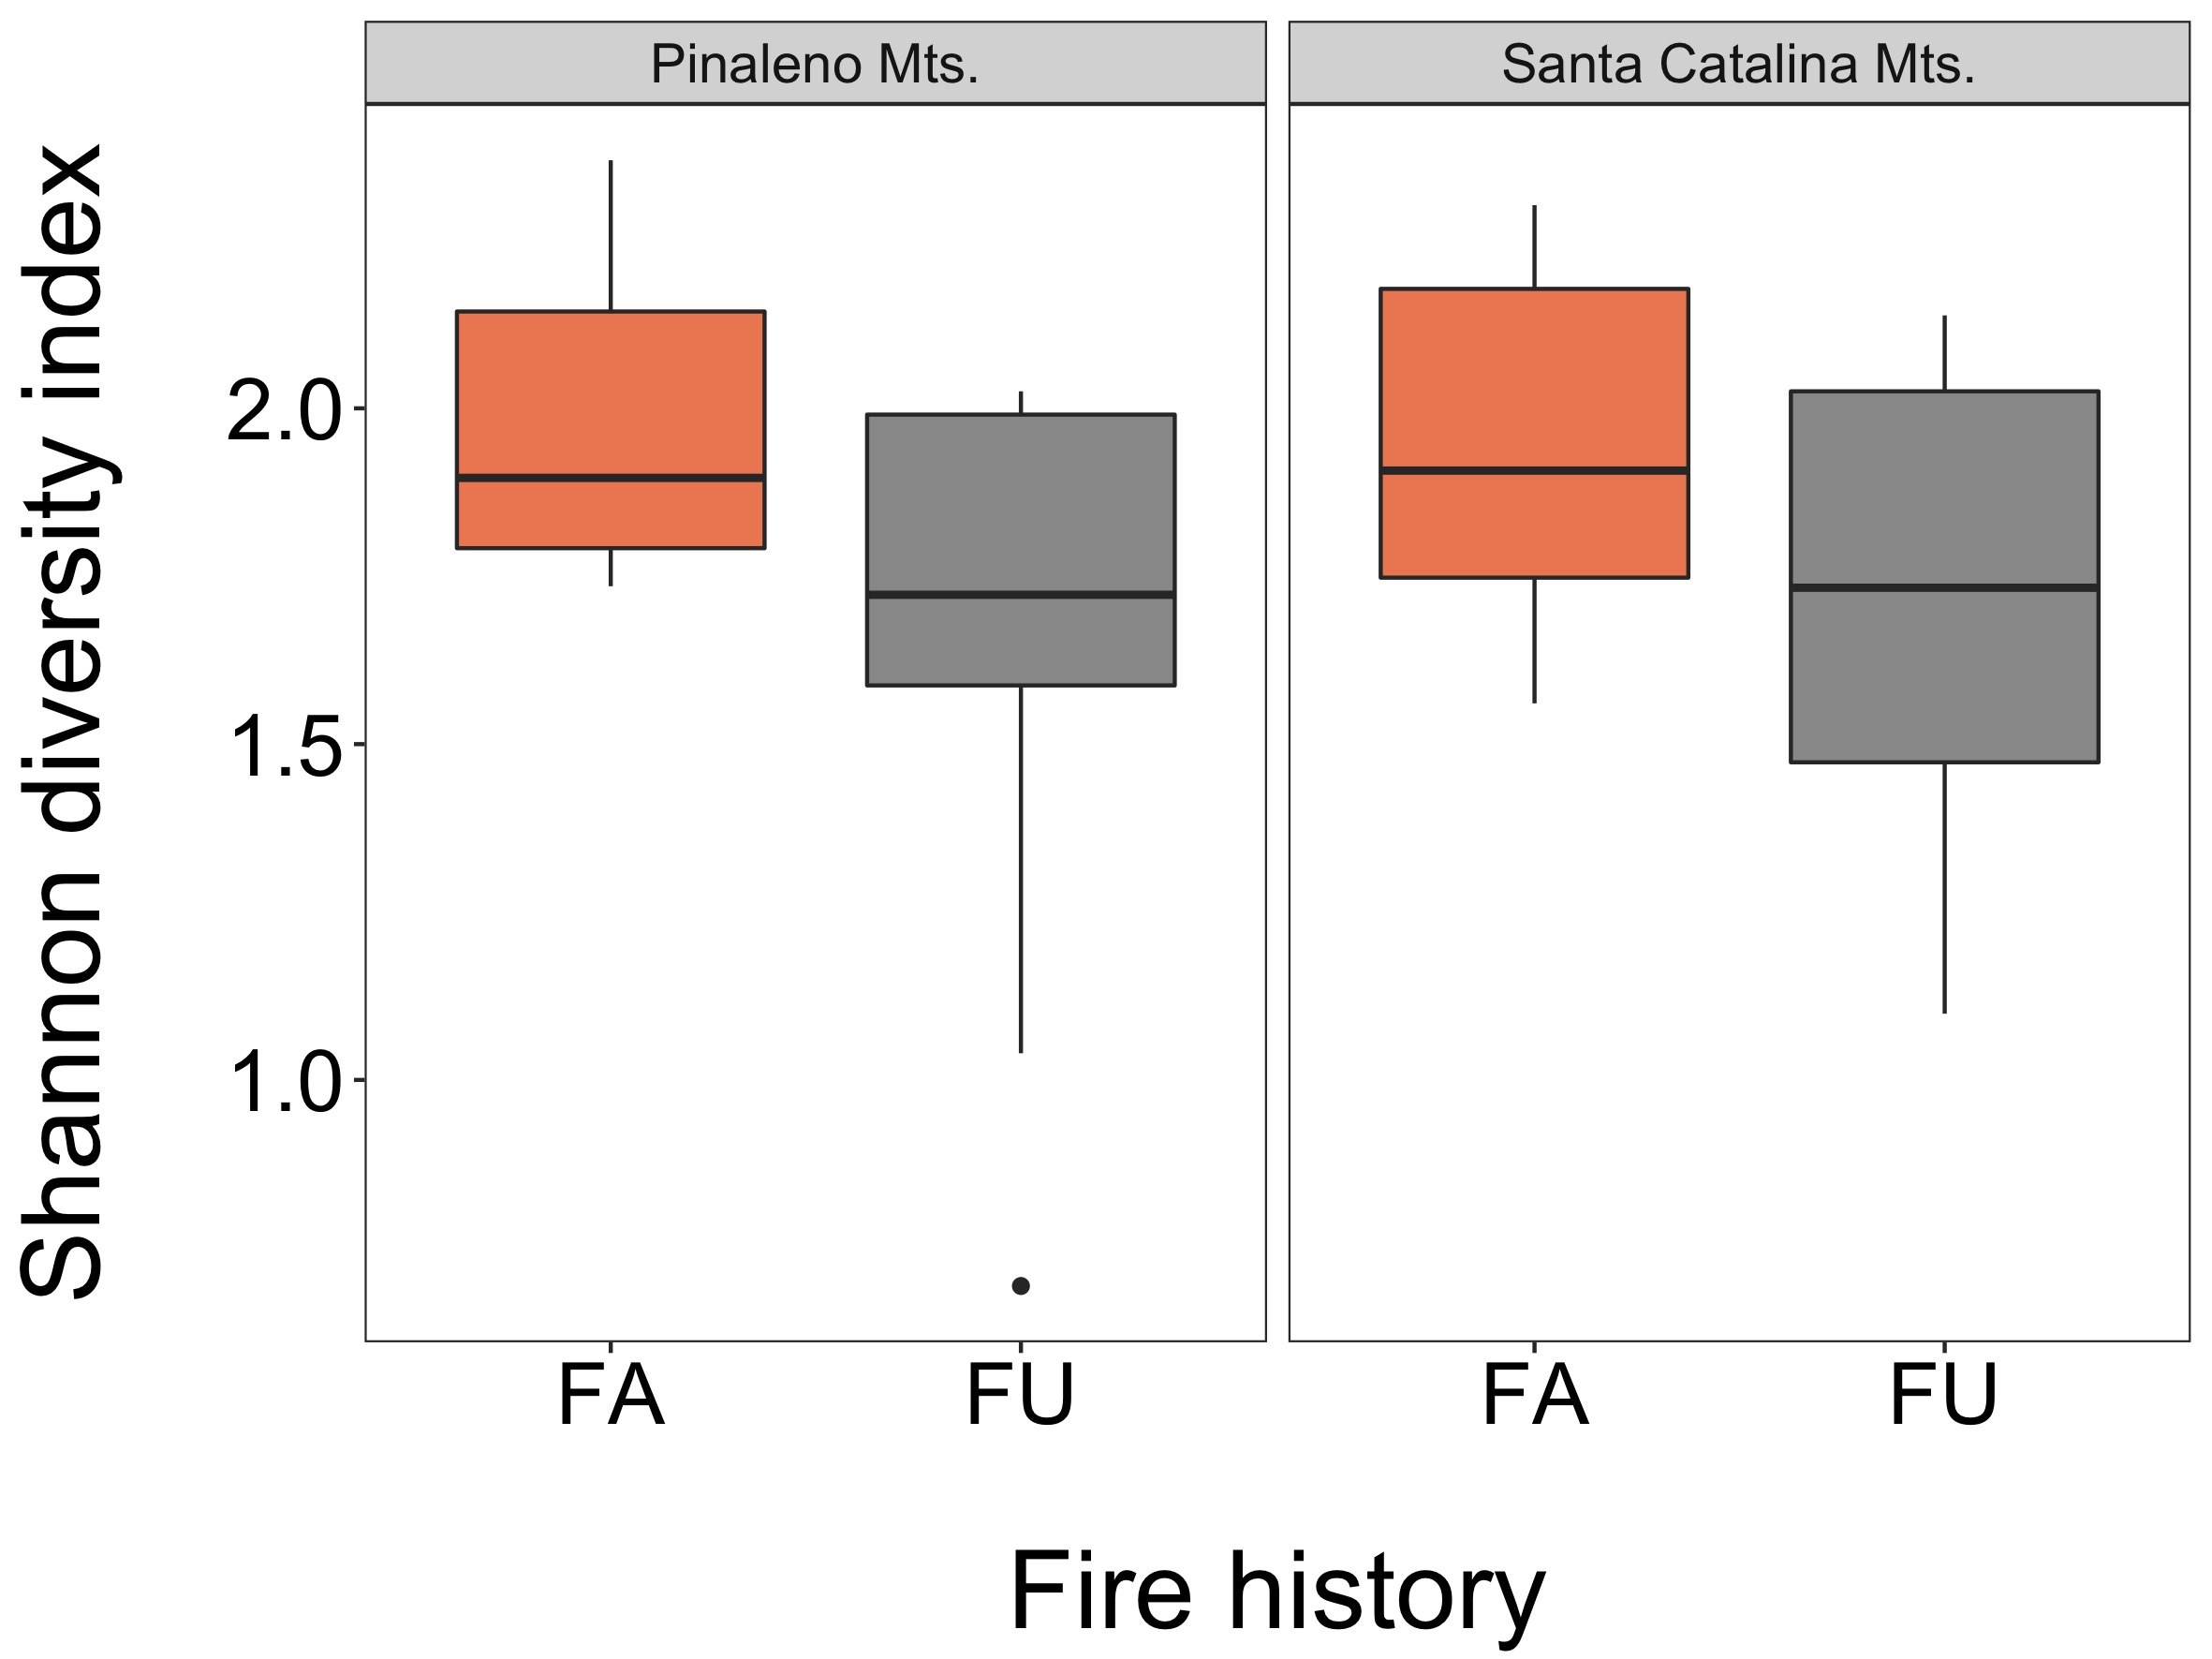 Pinaleno Mts.
Santa Catalina Mts.
Shannon diversity index
2.0
1.5
1.0
FA
FU
FA
FU
Fire history